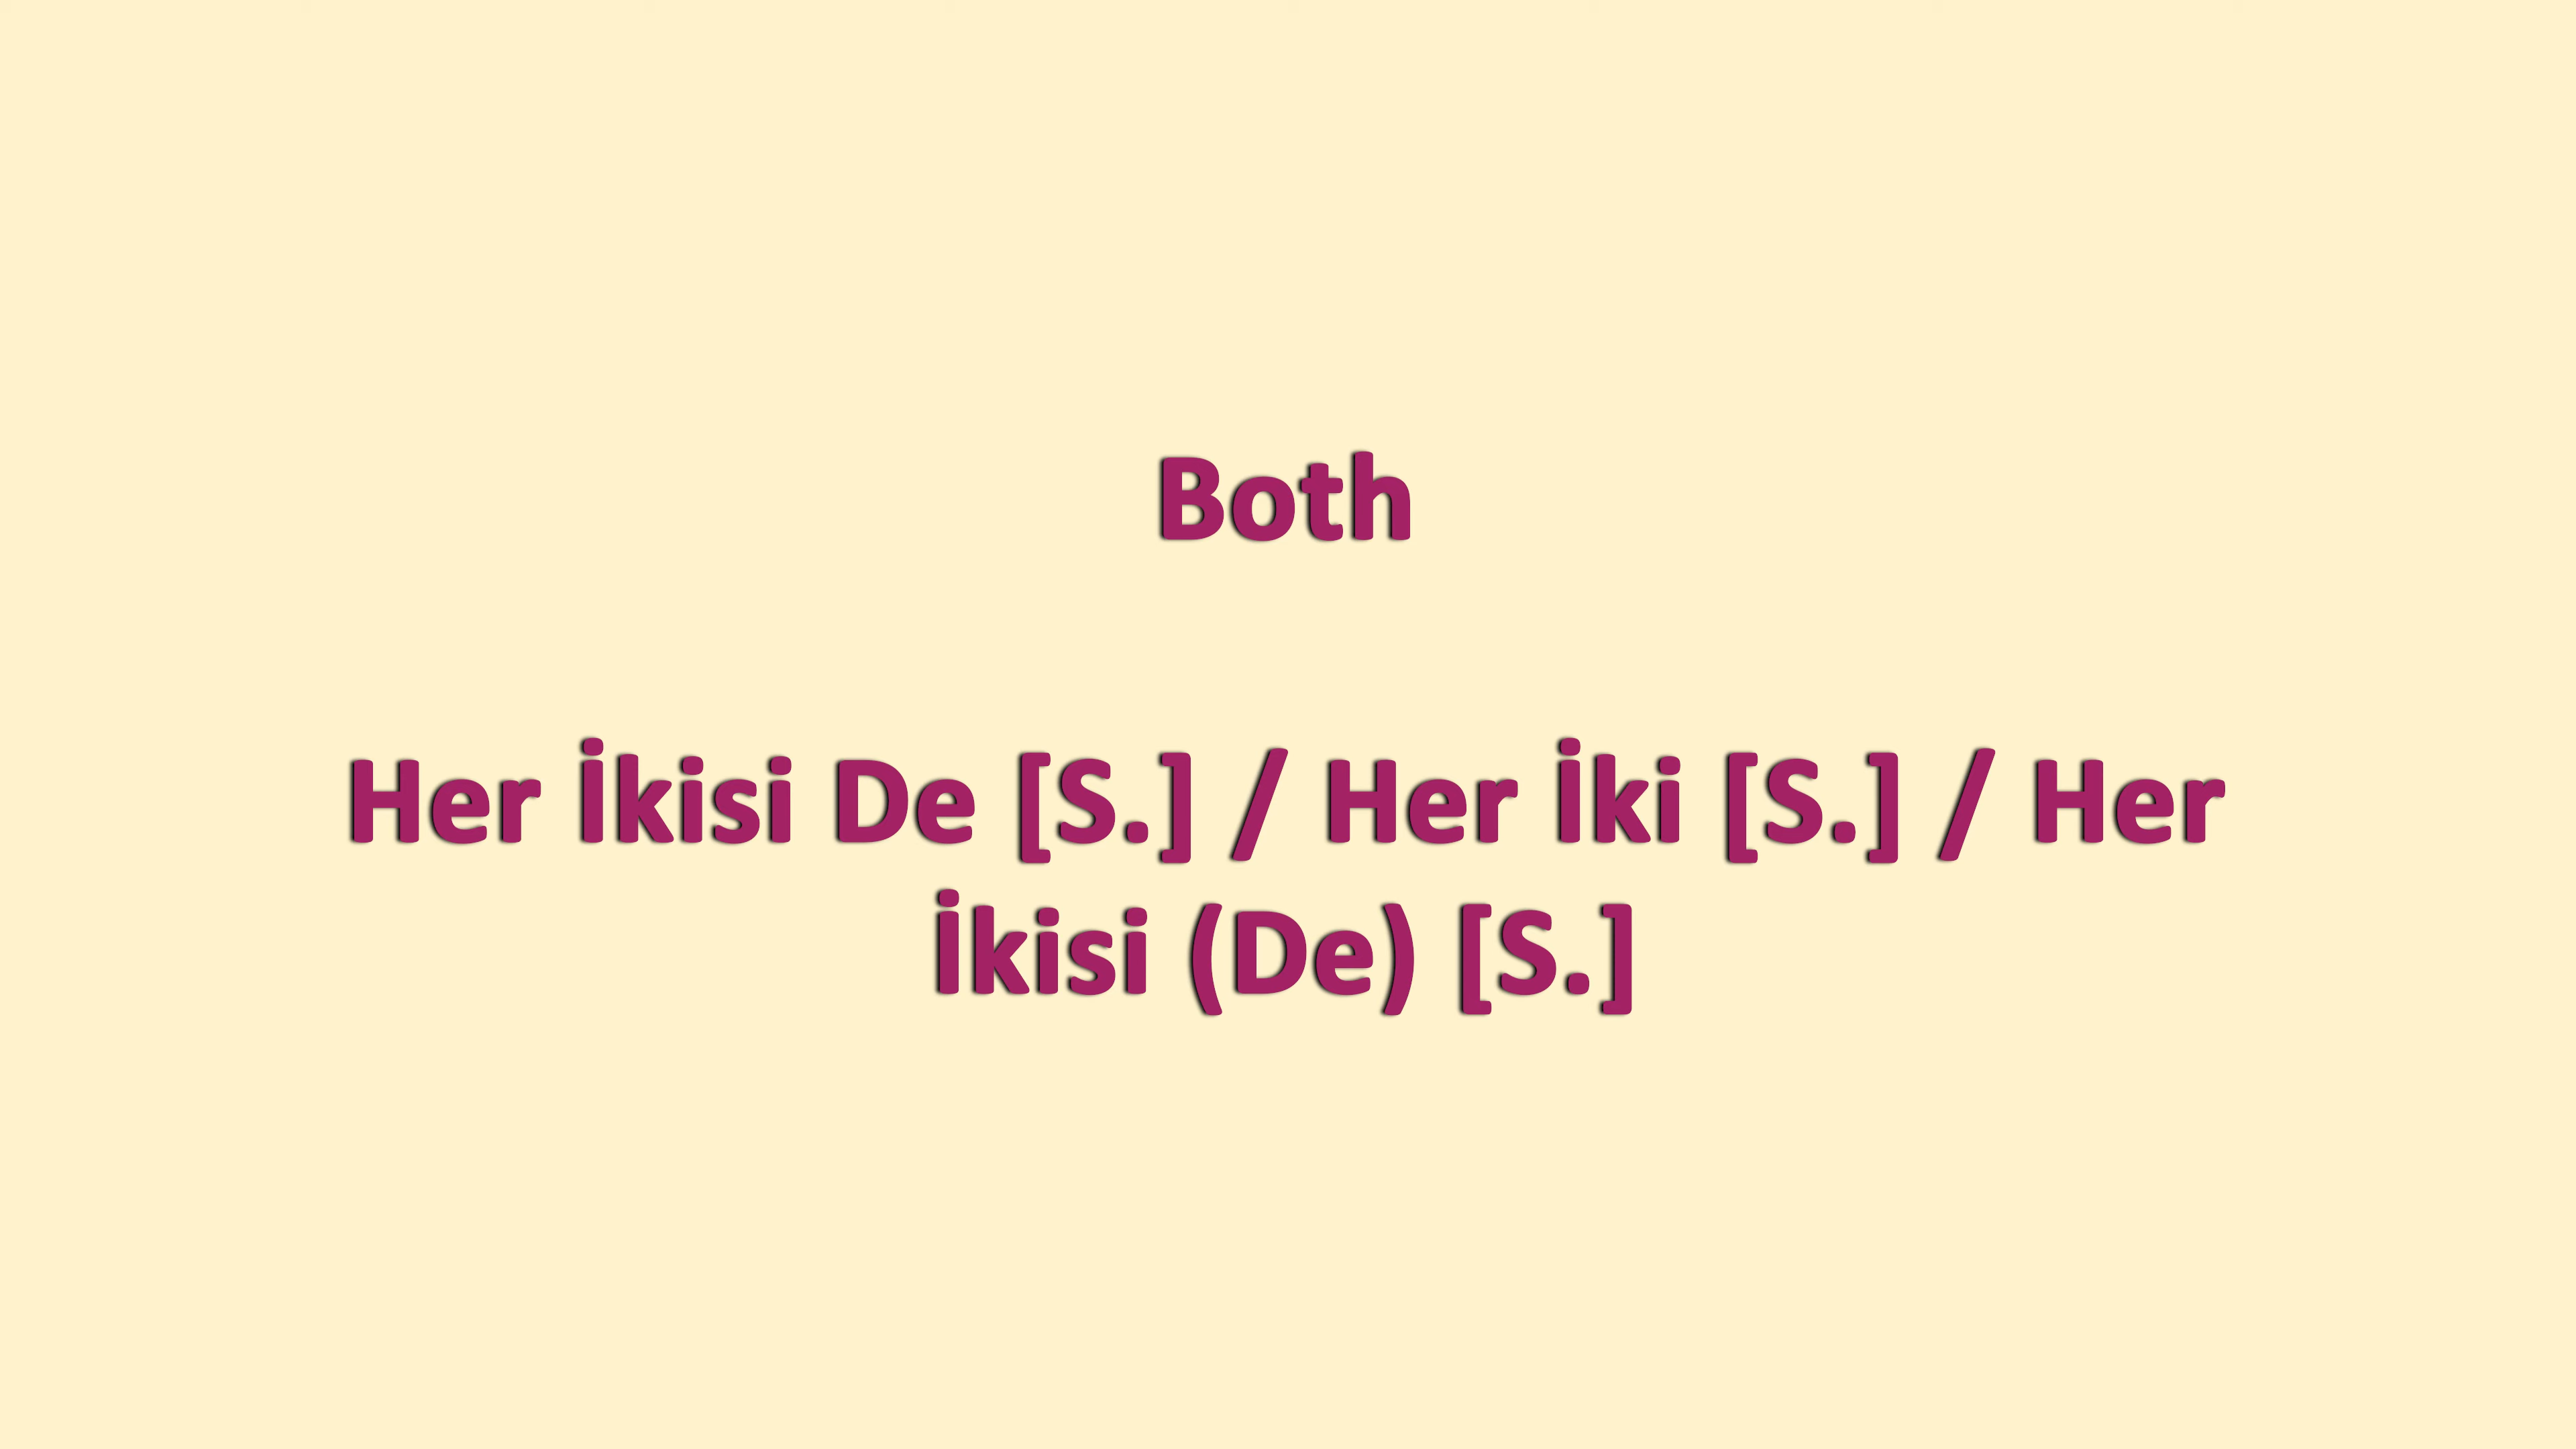 Both
Her İkisi De [S.] / Her İki [S.] / Her
İkisi (De) [S.]